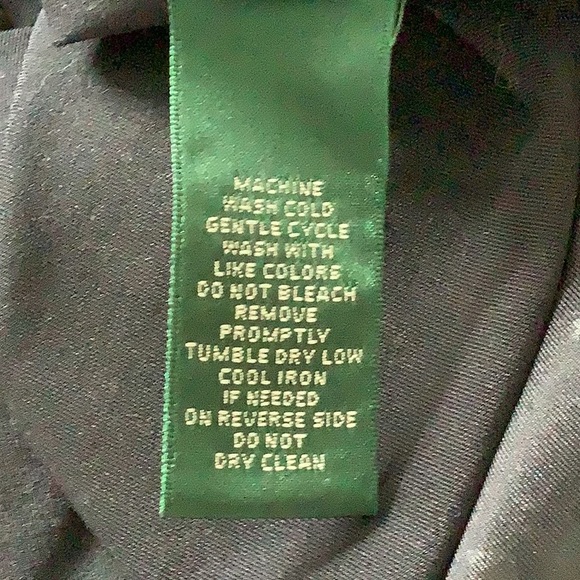 MACHINE
WASH COLD
GENTLE CYCLE
WASH WITH
LIKE COLORS
DO NOT BLEACH
REMOVE
PROMPTLY
TUMBLE DRY LOW
COOL IRON
IF NEEDED
ON REVERSE SIDE
DO NOT
DRY CLEAN